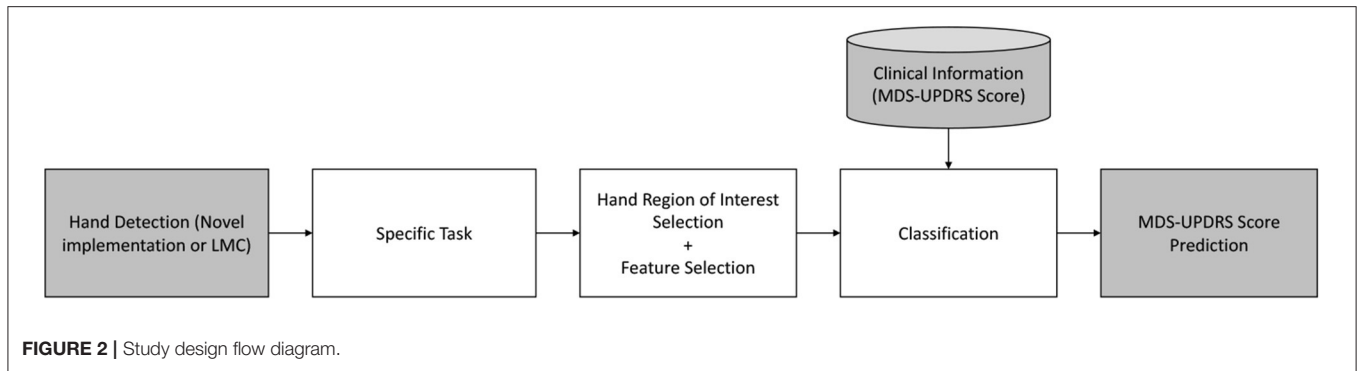 Clinical Information
(MDS-UPDRS Score)
Hand Detection (Novel
implementation or LMC)
Specific Task
Hand Region of Interest
Selection
+
Feature Selection
Classification
MDS-UPDRS Score
Prediction
FIGURE 2 | Study design flow diagram.